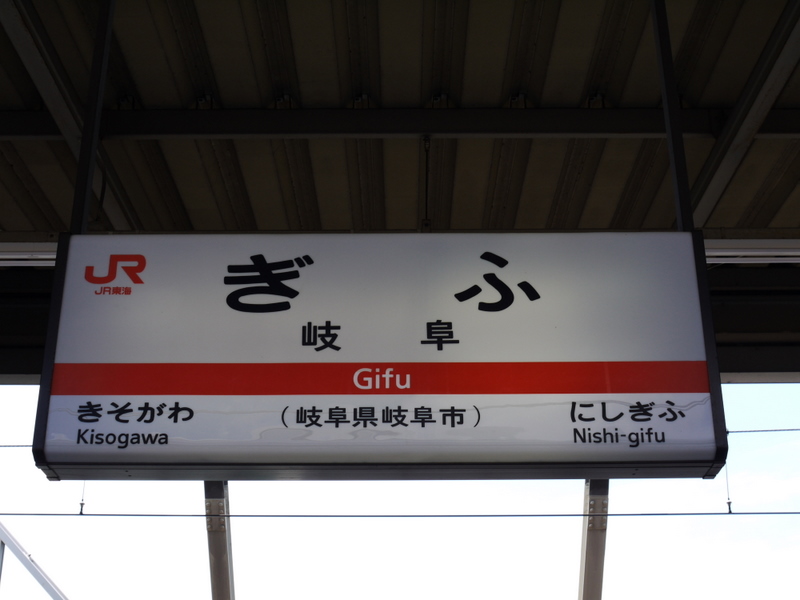 JR
JR東海
ぎふ
岐阜
Gifu
きそがわ
Kisogawa
（岐阜県岐阜市）
にしぎふ
Nishi-gifu